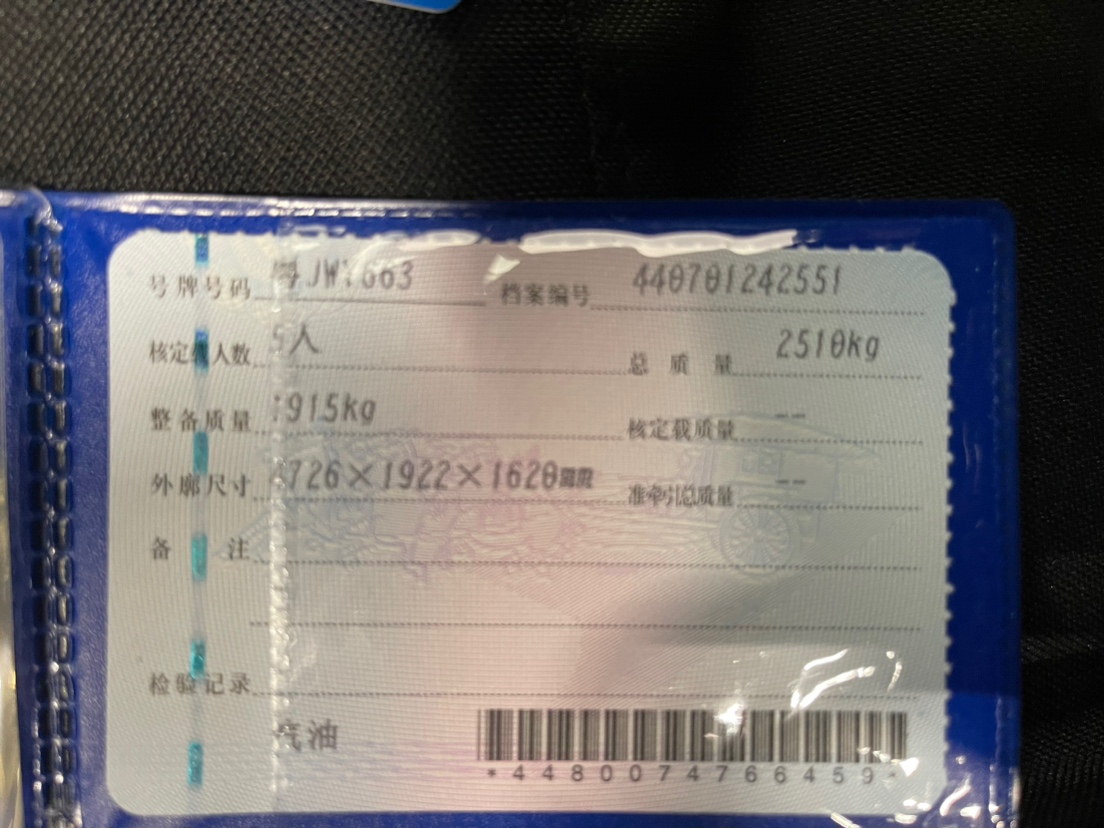 号牌号码 档案编号 440701242551
核定载人数 5人 总质量 2510kg
整备质量 1915kg 核定载质量 --
外廓尺寸 726×1922×1620mm 准牵引总质量 --
备注
检验记录
汽油
*4480074766459*